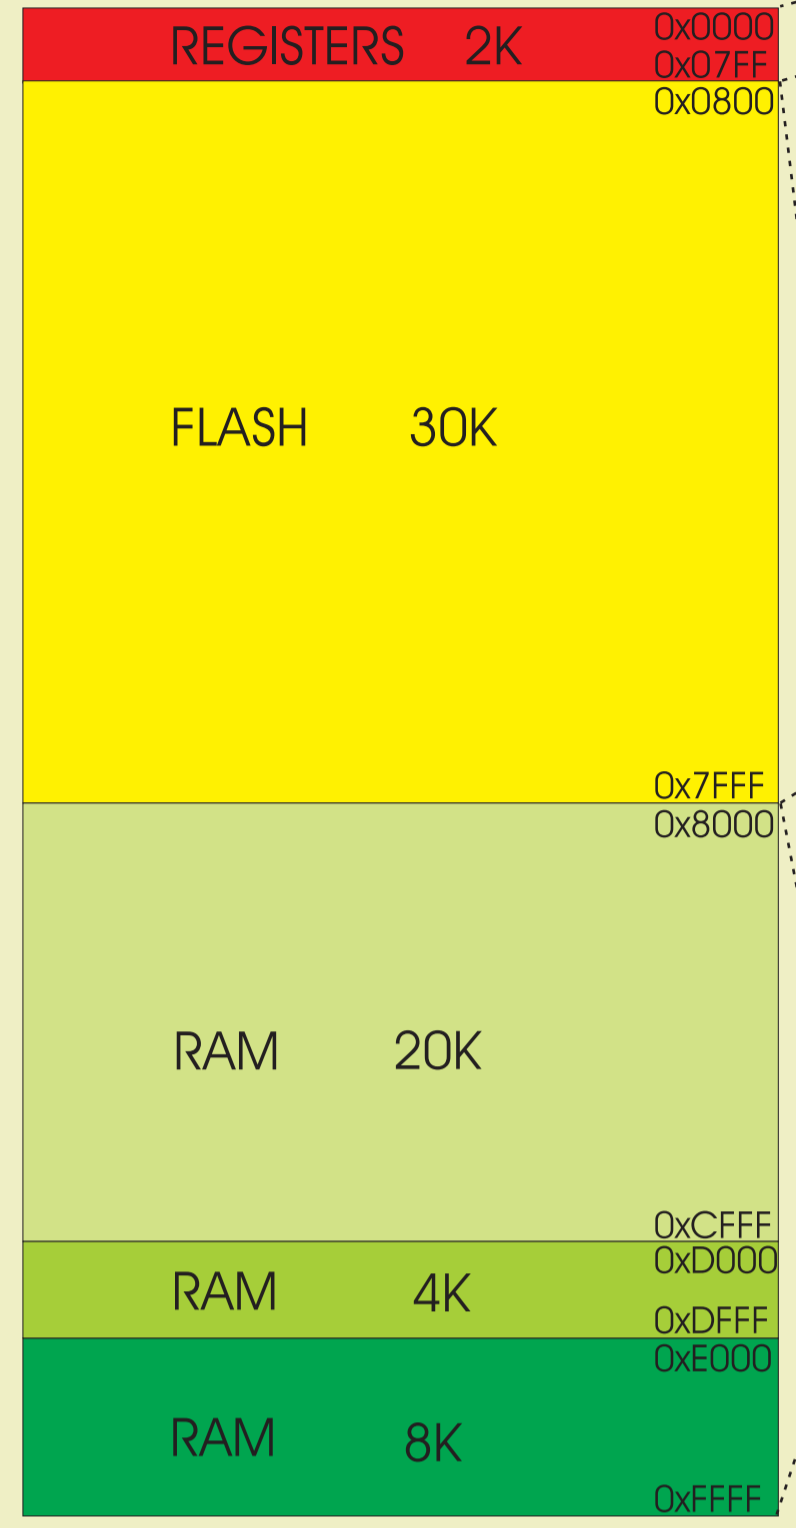 REGISTERS 2K
0x0000
0x07FF
0x0800
FLASH 30K
0x7FFF
0x8000
RAM 20K
0xCFFF
0xD000
RAM 4K
0xDFFF
0xE000
RAM 8K
0xFFFF